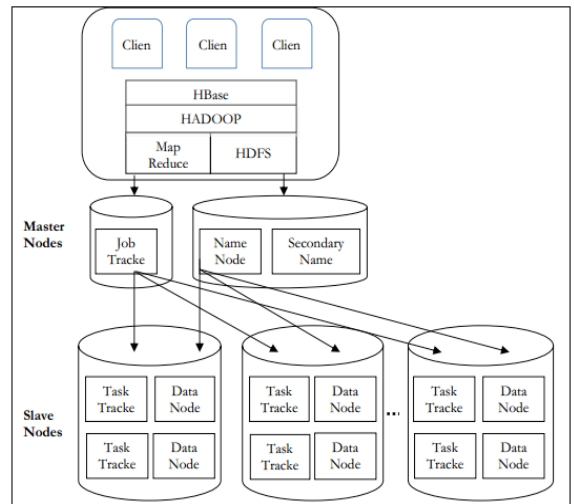 Clien Clien Clien
HBase
HADOOP
Map
Reduce
HDFS
Master
Nodes
Job
Tracke
Name
Node
Secondary
Name
Slave
Nodes
Task
Tracke
Data
Node
Task
Tracke
Data
Node
Task
Tracke
Data
Node
Task
Tracke
Data
Node
...
Task
Tracke
Data
Node
Task
Tracke
Data
Node